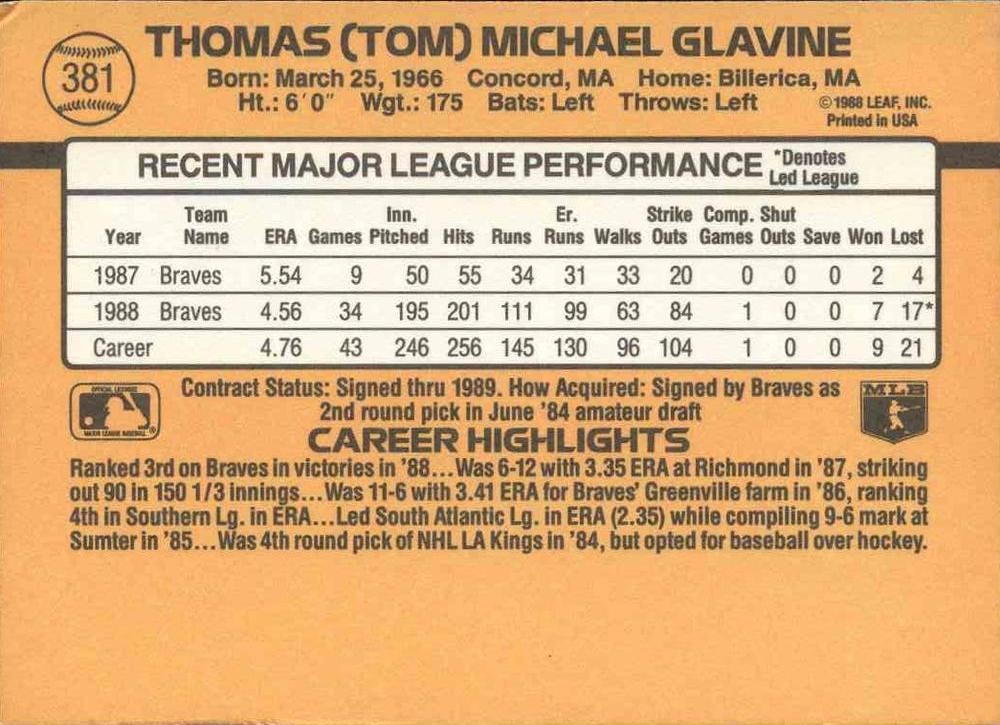 381
THOMAS (TOM) MICHAEL GLAVINE
Born: March 25, 1966 Concord, MA Home: Billerica, MA
Ht.: 6'0" Wgt.: 175 Bats: Left Throws: Left
©1988 LEAF, INC.
Printed in USA
RECENT MAJOR LEAGUE PERFORMANCE *Denotes
Led League
Team Inn. Er. Strike Comp. Shut
Year Name ERA Games Pitched Hits Runs Runs Walks Outs Games Outs Save Won Lost
1987 Braves 5.54 9 50 55 34 31 33 20 0 0 0 2 4
1988 Braves 4.56 34 195 201 111 99 63 84 1 0 0 7 17*
Career 4.76 43 246 256 145 130 96 104 1 0 0 9 21
OFFICIAL LICENSEE
MAJOR LEAGUE BASEBALL ®
Contract Status: Signed thru 1989. How Acquired: Signed by Braves as
2nd round pick in June '84 amateur draft
MLB
CAREER HIGHLIGHTS
Ranked 3rd on Braves in victories in '88...Was 6-12 with 3.35 ERA at Richmond in '87, striking
out 90 in 150 1/3 innings...Was 11-6 with 3.41 ERA for Braves' Greenville farm in '86, ranking
4th in Southern Lg. in ERA...Led South Atlantic Lg. in ERA (2.35) while compiling 9-6 mark at
Sumter in '85...Was 4th round pick of NHL LA Kings in '84, but opted for baseball over hockey.